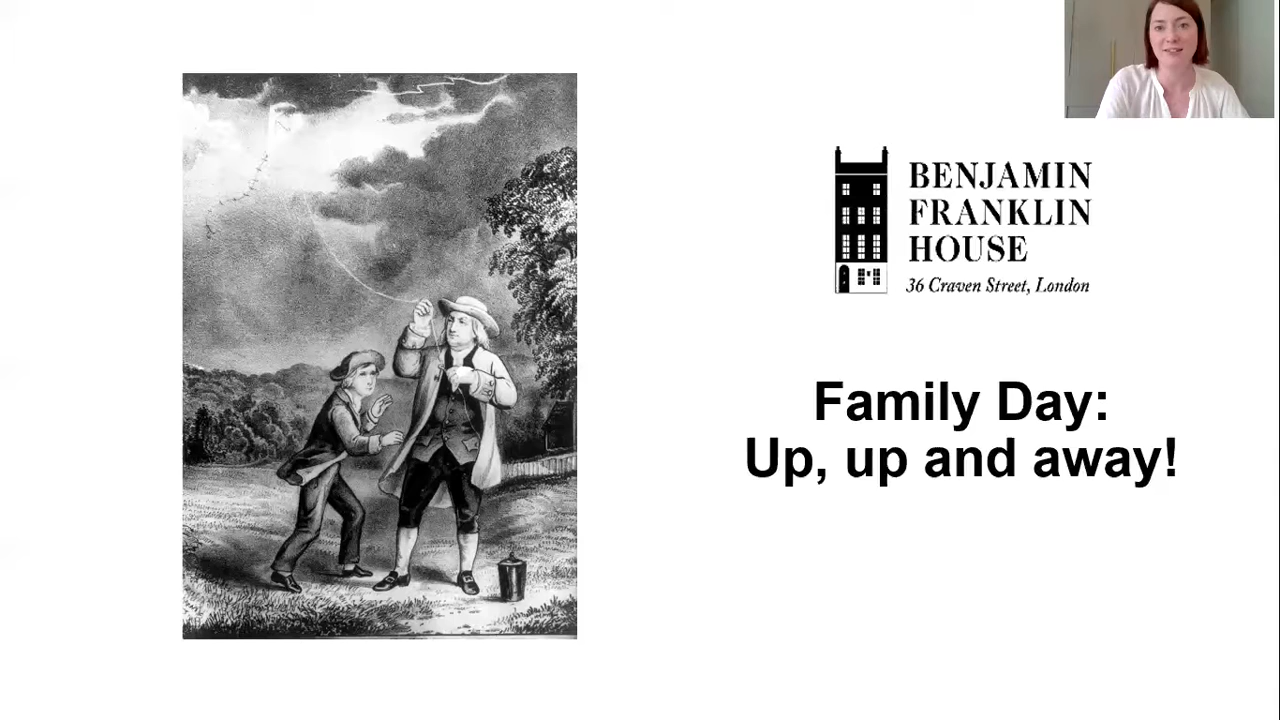 BENJAMIN
FRANKLIN
HOUSE
36 Craven Street, London
Family Day:
Up, up and away!